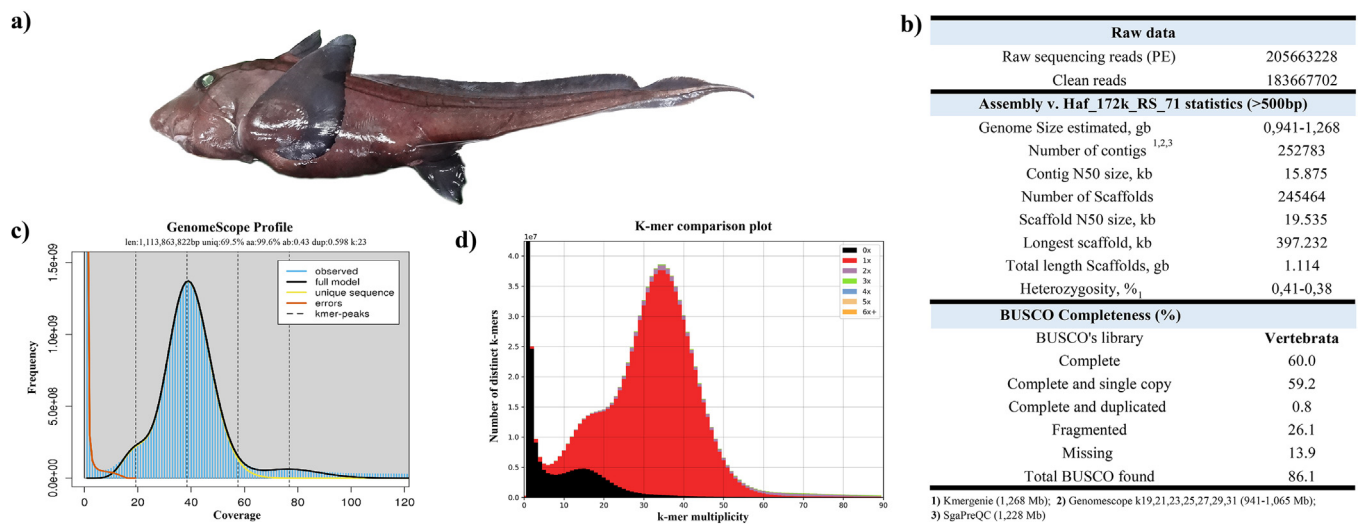 a)
b)
Raw data
Raw sequencing reads (PE) 205663228
Clean reads 183667702
Assembly v. Haf_172k_RS_71 statistics (>500bp)
Genome Size estimated, gb 0,941-1,268
Number of contigs 1,2,3 252783
Contig N50 size, kb 15.875
Number of Scaffolds 245464
Scaffold N50 size, kb 19.535
Longest scaffold, kb 397.232
Total length Scaffolds, gb 1.114
Heterozygosity, %1 0,41-0,38
BUSCO Completeness (%)
BUSCO's library Vertebrata
Complete 60.0
Complete and single copy 59.2
Complete and duplicated 0.8
Fragmented 26.1
Missing 13.9
Total BUSCO found 86.1
1) Kmergenie (1,268 Mb); 2) Genomescope k19,21,23,25,27,29,31 (941-1,065 Mb);
3) SgaPreQC (1,228 Mb)
c)
GenomeScope Profile
len:1,113,863,822bp uniq:69.5% aa:99.6% ab:0.43 dup:0.598 k:23
observed
full model
unique sequence
errors
kmer-peaks
Frequency
1.5e+09
1.0e+09
5.0e+08
0.0e+00
0 20 40 60 80 100 120
Coverage
d)
K-mer comparison plot
1e7
0x
1x
2x
3x
4x
5x
6x+
Number of distinct k-mers
4.0
3.5
3.0
2.5
2.0
1.5
1.0
0.5
0.0
0 10 20 30 40 50 60 70 80 90
k-mer multiplicity